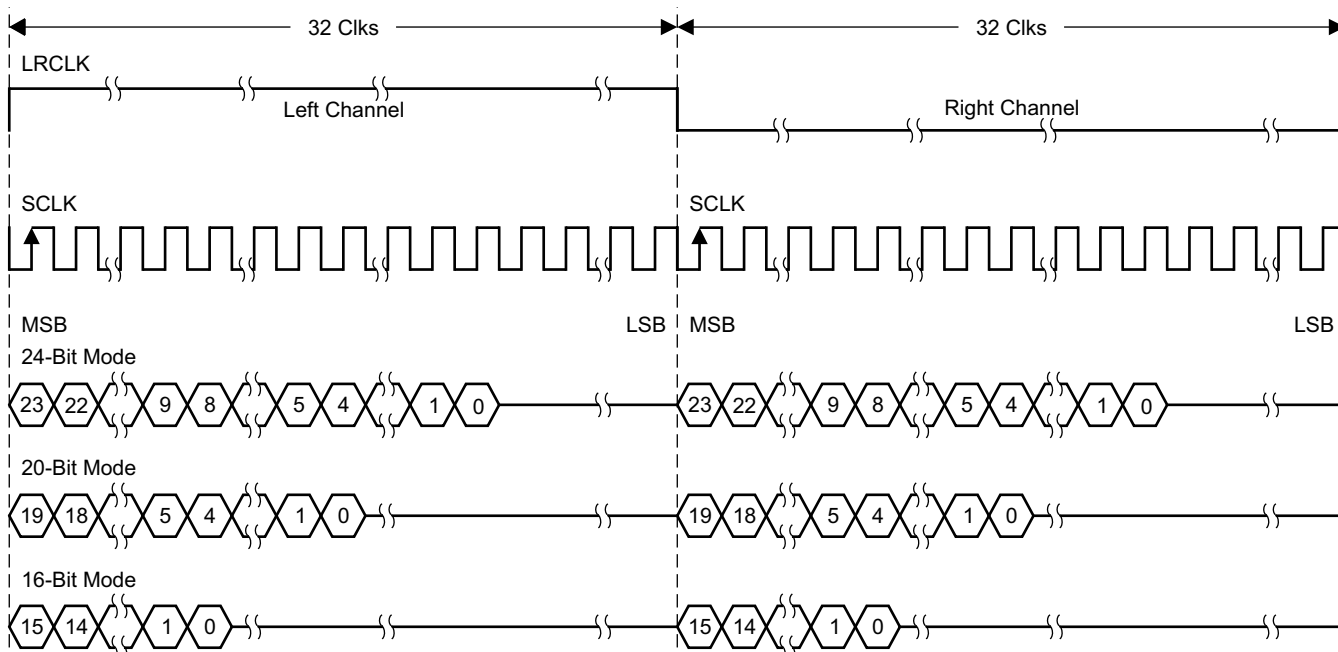 32 Clks 32 Clks
LRCLK
Left Channel Right Channel
SCLK SCLK
MSB LSB MSB LSB
24-Bit Mode
23 22 9 8 5 4 1 0 23 22 9 8 5 4 1 0
20-Bit Mode
19 18 5 4 1 0 19 18 5 4 1 0
16-Bit Mode
15 14 1 0 15 14 1 0